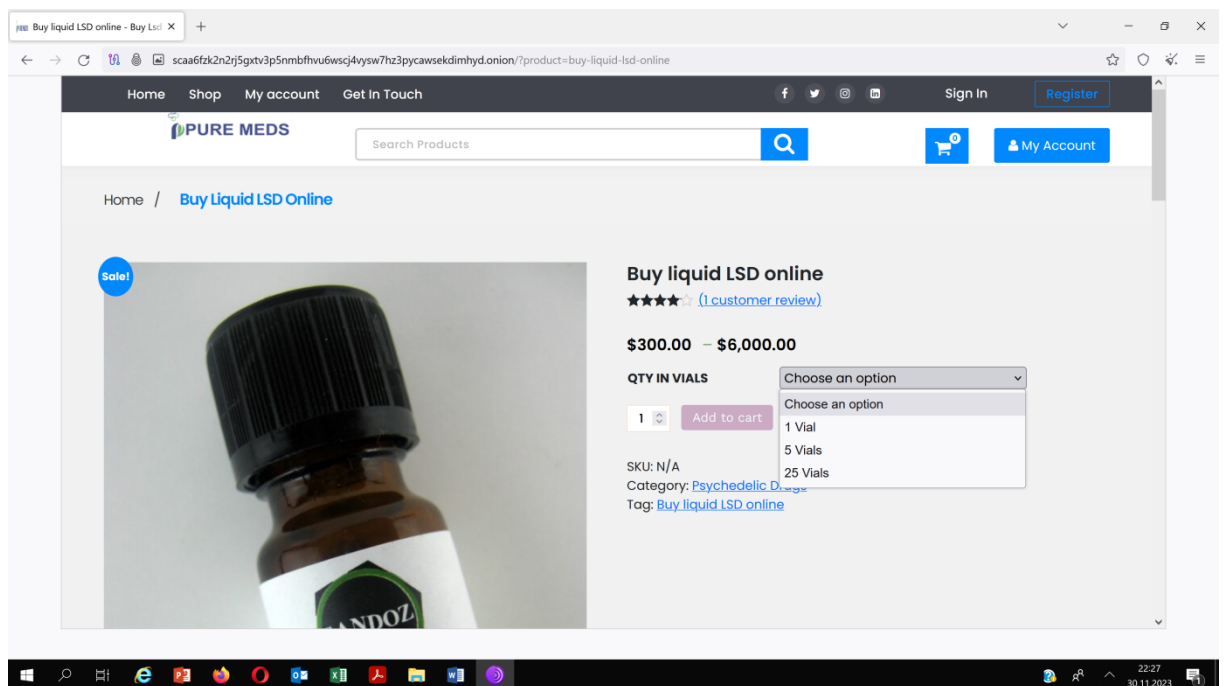 Buy liquid LSD online - Buy Lsd
scaa6fzk2n2rj5gxtv3p5nmbfhvu6wscj4vysw7hz3pycawsekdimhyd.onion/?product=buy-liquid-lsd-online
Home Shop My account Get In Touch Sign In Register
PURE MEDS
Search Products
0
My Account
Home / Buy Liquid LSD Online
Sale!
Buy liquid LSD online
(1 customer review)
$300.00 – $6,000.00
QTY IN VIALS Choose an option
Choose an option
1 Add to cart
1 Vial
5 Vials
25 Vials
SKU: N/A
Category: Psychedelic Drugs
Tag: Buy liquid LSD online
22:27
30.11.2023